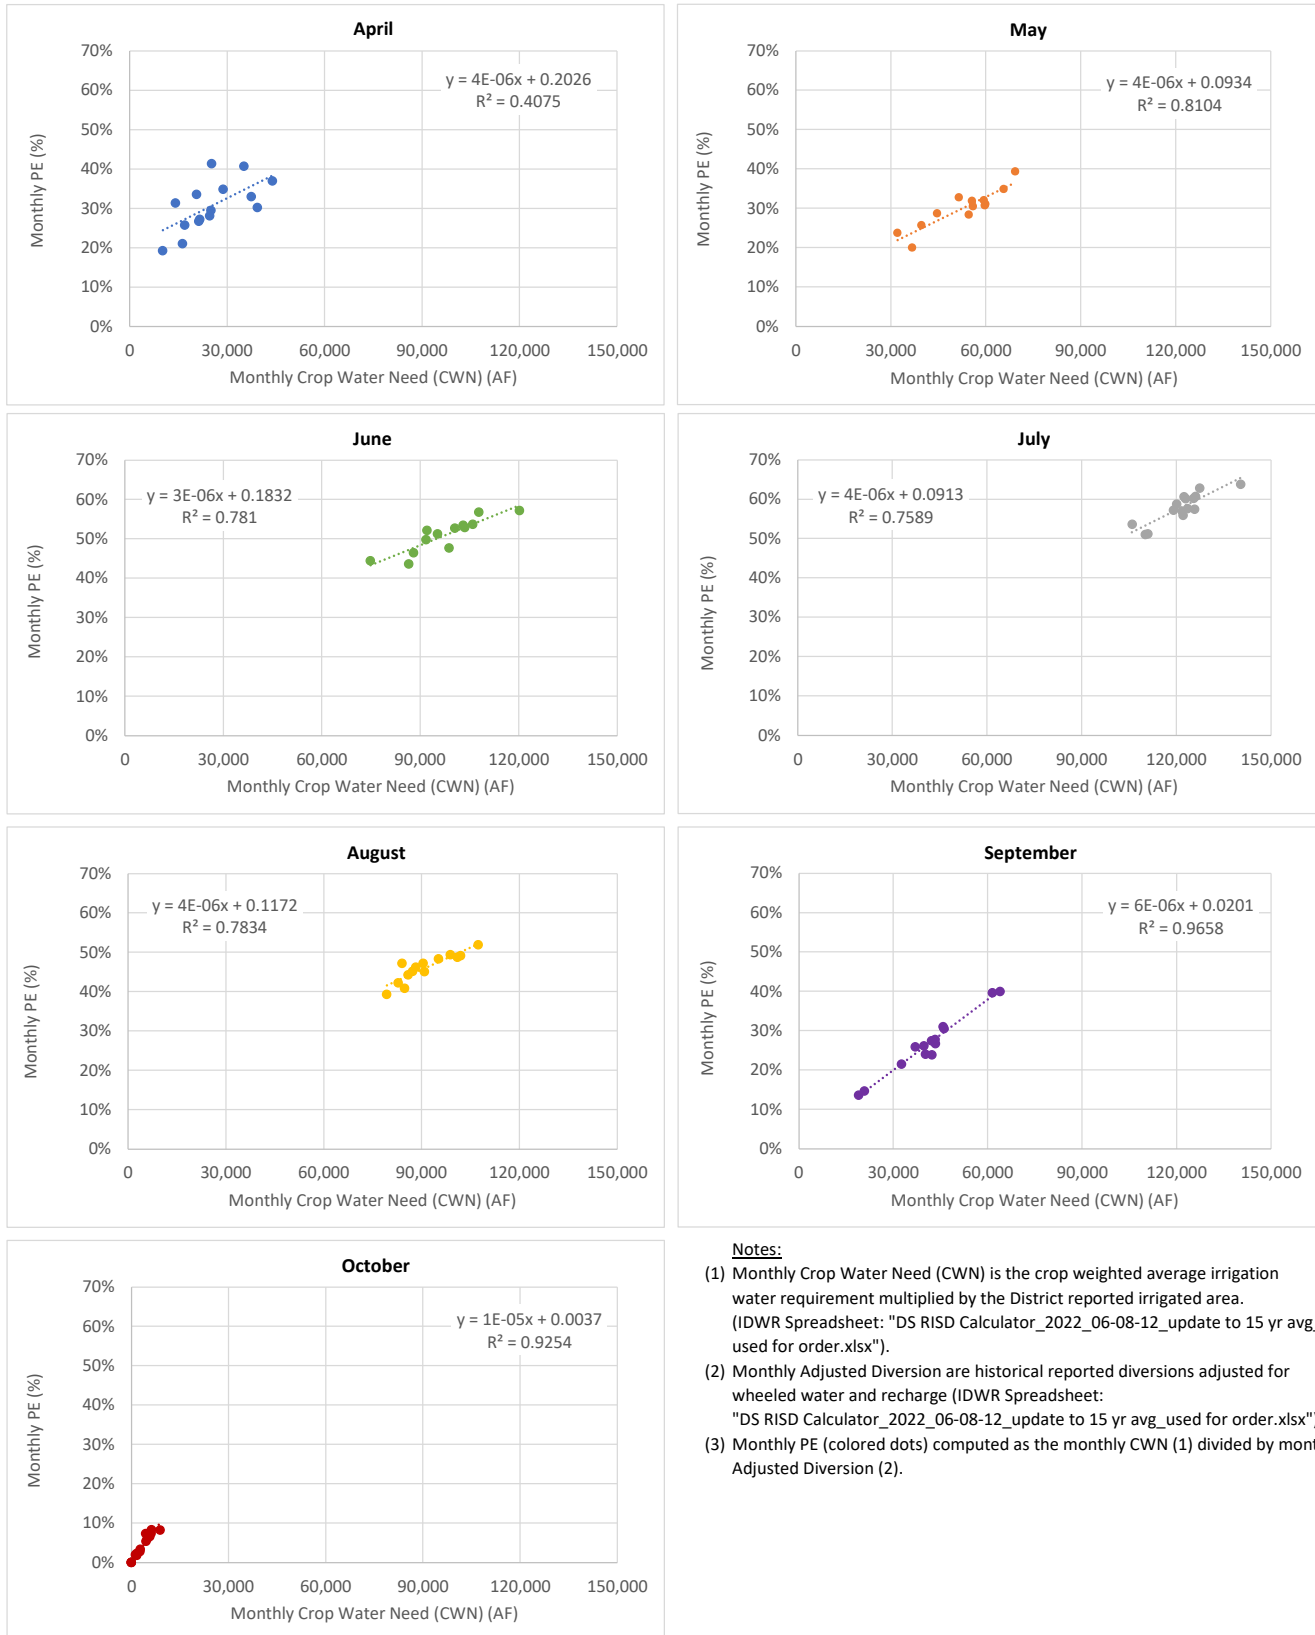 April
70%
60%
50%
40%
30%
20%
10%
0%
y = 4E-06x + 0.2026
R² = 0.4075
Monthly PE (%)
0 30,000 60,000 90,000 120,000 150,000
Monthly Crop Water Need (CWN) (AF)
May
70%
60%
50%
40%
30%
20%
10%
0%
y = 4E-06x + 0.0934
R² = 0.8104
Monthly PE (%)
0 30,000 60,000 90,000 120,000 150,000
Monthly Crop Water Need (CWN) (AF)
June
70%
60%
50%
40%
30%
20%
10%
0%
y = 3E-06x + 0.1832
R² = 0.781
Monthly PE (%)
0 30,000 60,000 90,000 120,000 150,000
Monthly Crop Water Need (CWN) (AF)
July
70%
60%
50%
40%
30%
20%
10%
0%
y = 4E-06x + 0.0913
R² = 0.7589
Monthly PE (%)
0 30,000 60,000 90,000 120,000 150,000
Monthly Crop Water Need (CWN) (AF)
August
70%
60%
50%
40%
30%
20%
10%
0%
y = 4E-06x + 0.1172
R² = 0.7834
Monthly PE (%)
0 30,000 60,000 90,000 120,000 150,000
Monthly Crop Water Need (CWN) (AF)
September
70%
60%
50%
40%
30%
20%
10%
0%
y = 6E-06x + 0.0201
R² = 0.9658
Monthly PE (%)
0 30,000 60,000 90,000 120,000 150,000
Monthly Crop Water Need (CWN) (AF)
October
70%
60%
50%
40%
30%
20%
10%
0%
y = 1E-05x + 0.0037
R² = 0.9254
Monthly PE (%)
0 30,000 60,000 90,000 120,000 150,000
Monthly Crop Water Need (CWN) (AF)
Notes:
(1) Monthly Crop Water Need (CWN) is the crop weighted average irrigation
water requirement multiplied by the District reported irrigated area.
(IDWR Spreadsheet: "DS RISD Calculator_2022_06-08-12_update to 15 yr avg_
used for order.xlsx").
(2) Monthly Adjusted Diversion are historical reported diversions adjusted for
wheeled water and recharge (IDWR Spreadsheet:
"DS RISD Calculator_2022_06-08-12_update to 15 yr avg_used for order.xlsx")
(3) Monthly PE (colored dots) computed as the monthly CWN (1) divided by mont
Adjusted Diversion (2).